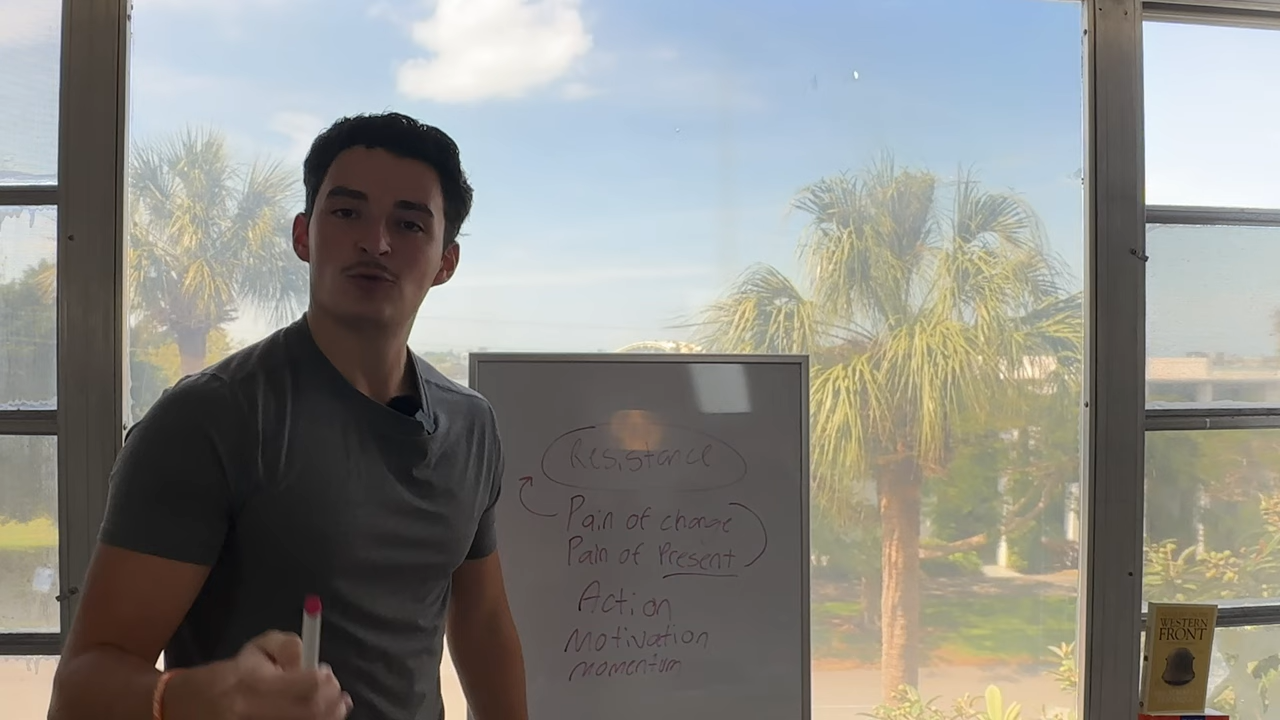 Resistance
Pain of change
Pain of Present
Action
Motivation
momentum
WESTERN
FRONT